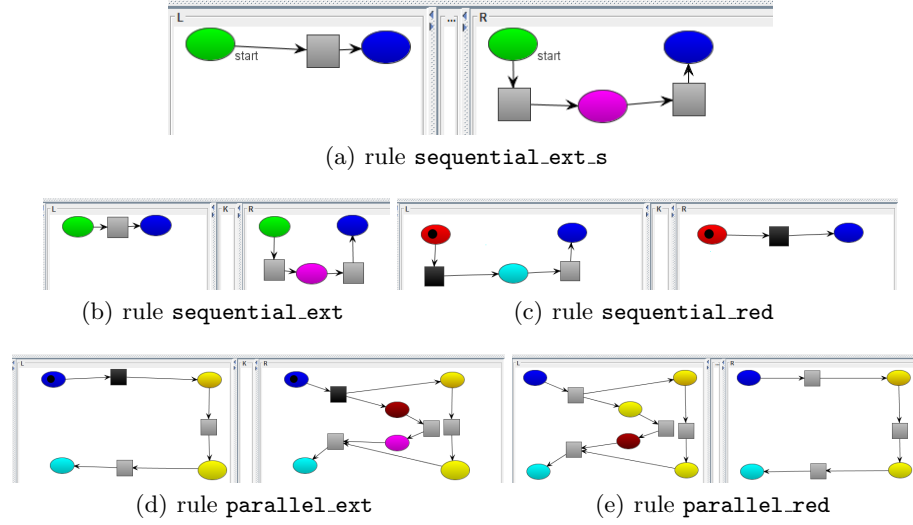 L ... R
start start
(a) rule sequential_ext_s
L K R L K R
(b) rule sequential_ext (c) rule sequential_red
L K R L ... R
(d) rule parallel_ext (e) rule parallel_red